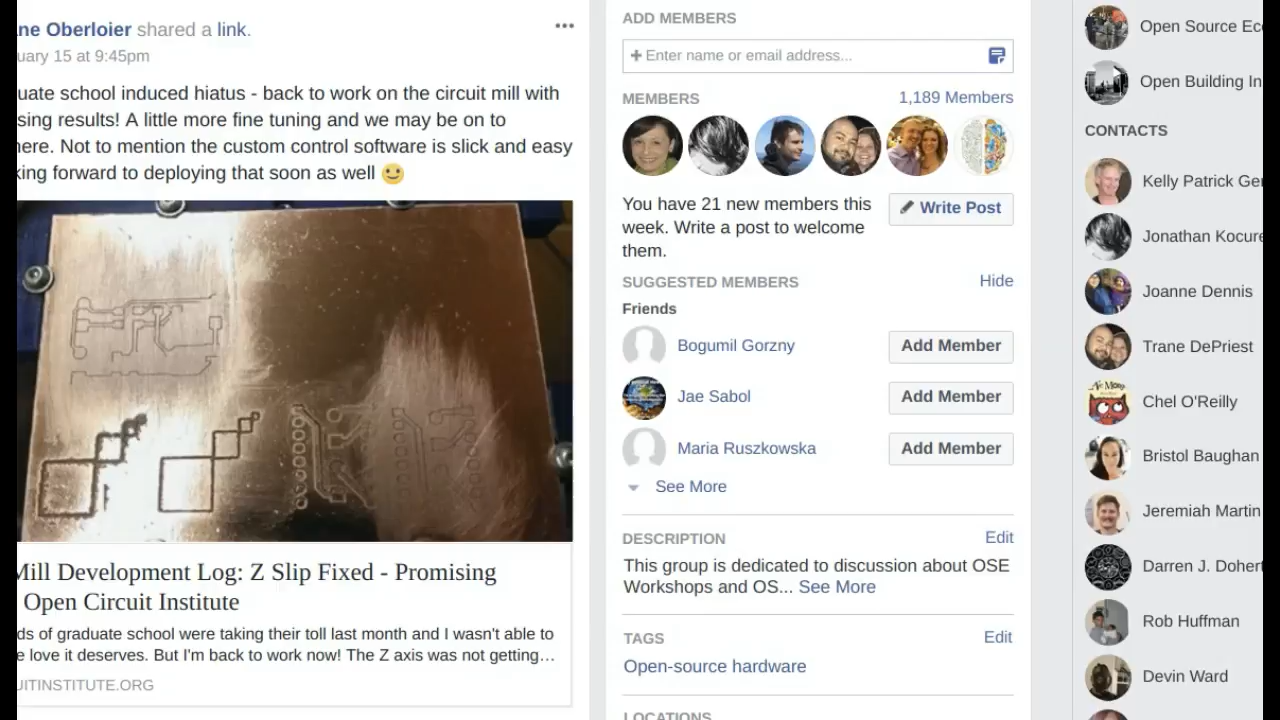 ne Oberloier shared a link.
uary 15 at 9:45pm
uate school induced hiatus - back to work on the circuit mill with
sing results! A little more fine tuning and we may be on to
here. Not to mention the custom control software is slick and easy
king forward to deploying that soon as well
Mill Development Log: Z Slip Fixed - Promising
Open Circuit Institute
ds of graduate school were taking their toll last month and I wasn't able to
e love it deserves. But I'm back to work now! The Z axis was not getting...
UITINSTITUTE.ORG
ADD MEMBERS
+ Enter name or email address...
MEMBERS
1,189 Members
You have 21 new members this
week. Write a post to welcome
them.
Write Post
SUGGESTED MEMBERS
Hide
Friends
Bogumil Gorzny
Add Member
Jae Sabol
Add Member
Maria Ruszkowska
Add Member
See More
DESCRIPTION
Edit
This group is dedicated to discussion about OSE
Workshops and OS... See More
TAGS
Edit
Open-source hardware
LOCATIONS
Open Source Eco
Open Building In
CONTACTS
Kelly Patrick Ger
Jonathan Kocure
Joanne Dennis
Trane DePriest
Chel O'Reilly
Bristol Baughan
Jeremiah Martin
Darren J. Dohert
Rob Huffman
Devin Ward